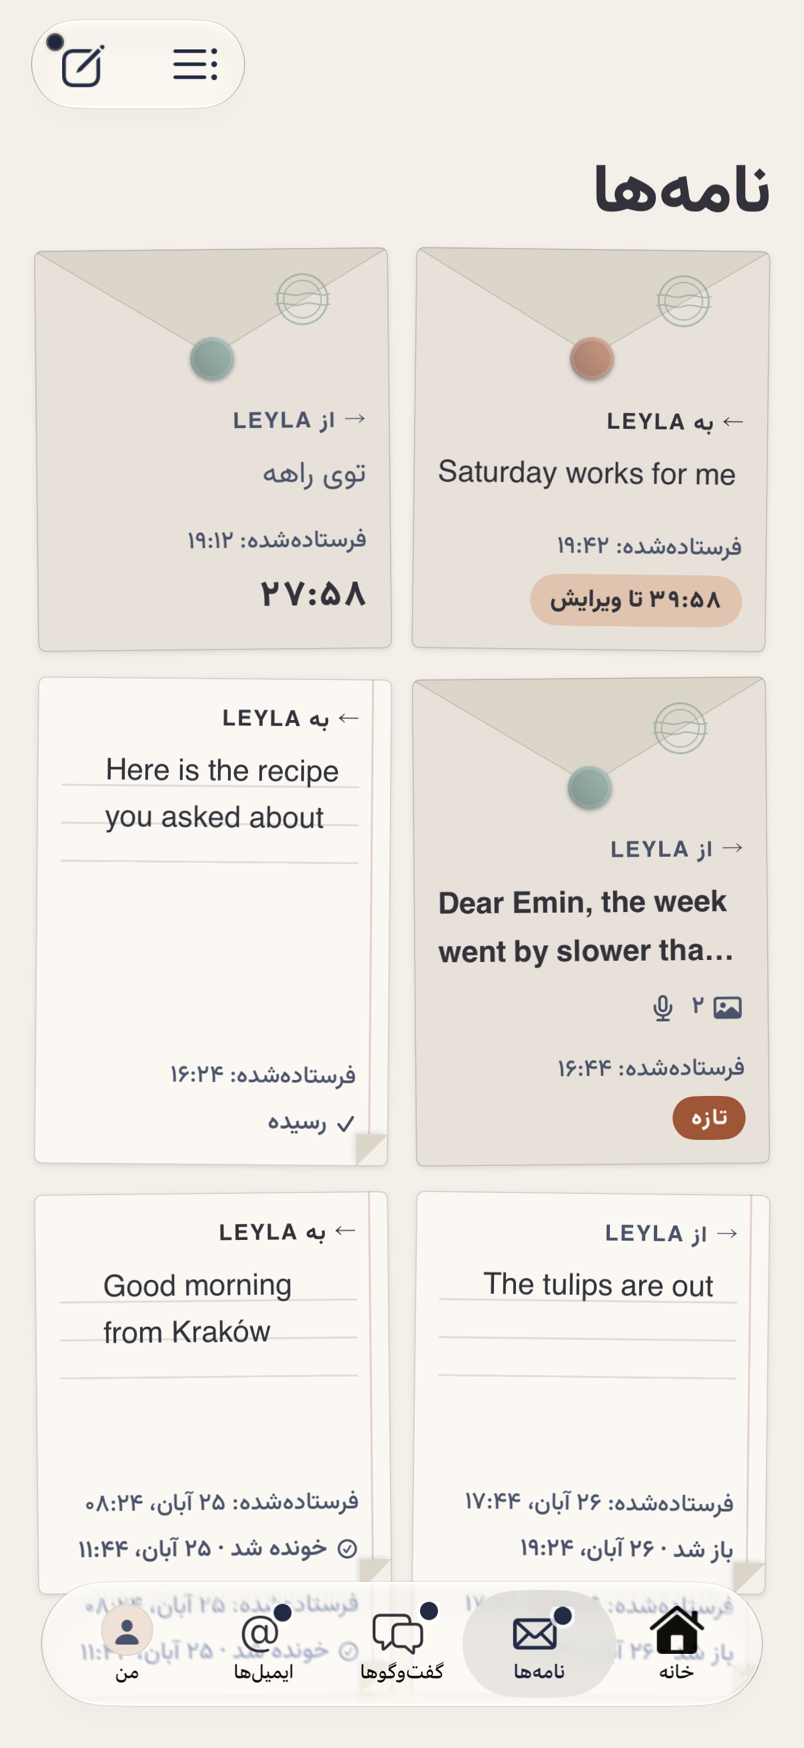 نامه‌ها
← به LEYLA
Saturday works for me
فرستاده‌شده: ۱۹:۴۲
۳۹:۵۸ تا ویرایش
→ از LEYLA
توی راهه
فرستاده‌شده: ۱۹:۱۲
۲۷:۵۸
→ از LEYLA
Dear Emin, the week
went by slower tha…
۲
فرستاده‌شده: ۱۶:۴۴
تازه
← به LEYLA
Here is the recipe
you asked about
فرستاده‌شده: ۱۶:۲۴
رسیده
→ از LEYLA
The tulips are out
فرستاده‌شده: ۲۶ آبان، ۱۷:۴۴
باز شد · ۲۶ آبان، ۱۹:۲۴
← به LEYLA
Good morning
from Kraków
فرستاده‌شده: ۲۵ آبان، ۰۸:۲۴
خونده شد · ۲۵ آبان، ۱۱:۴۴
خانه
نامه‌ها
گفت‌وگوها
@
ایمیل‌ها
من